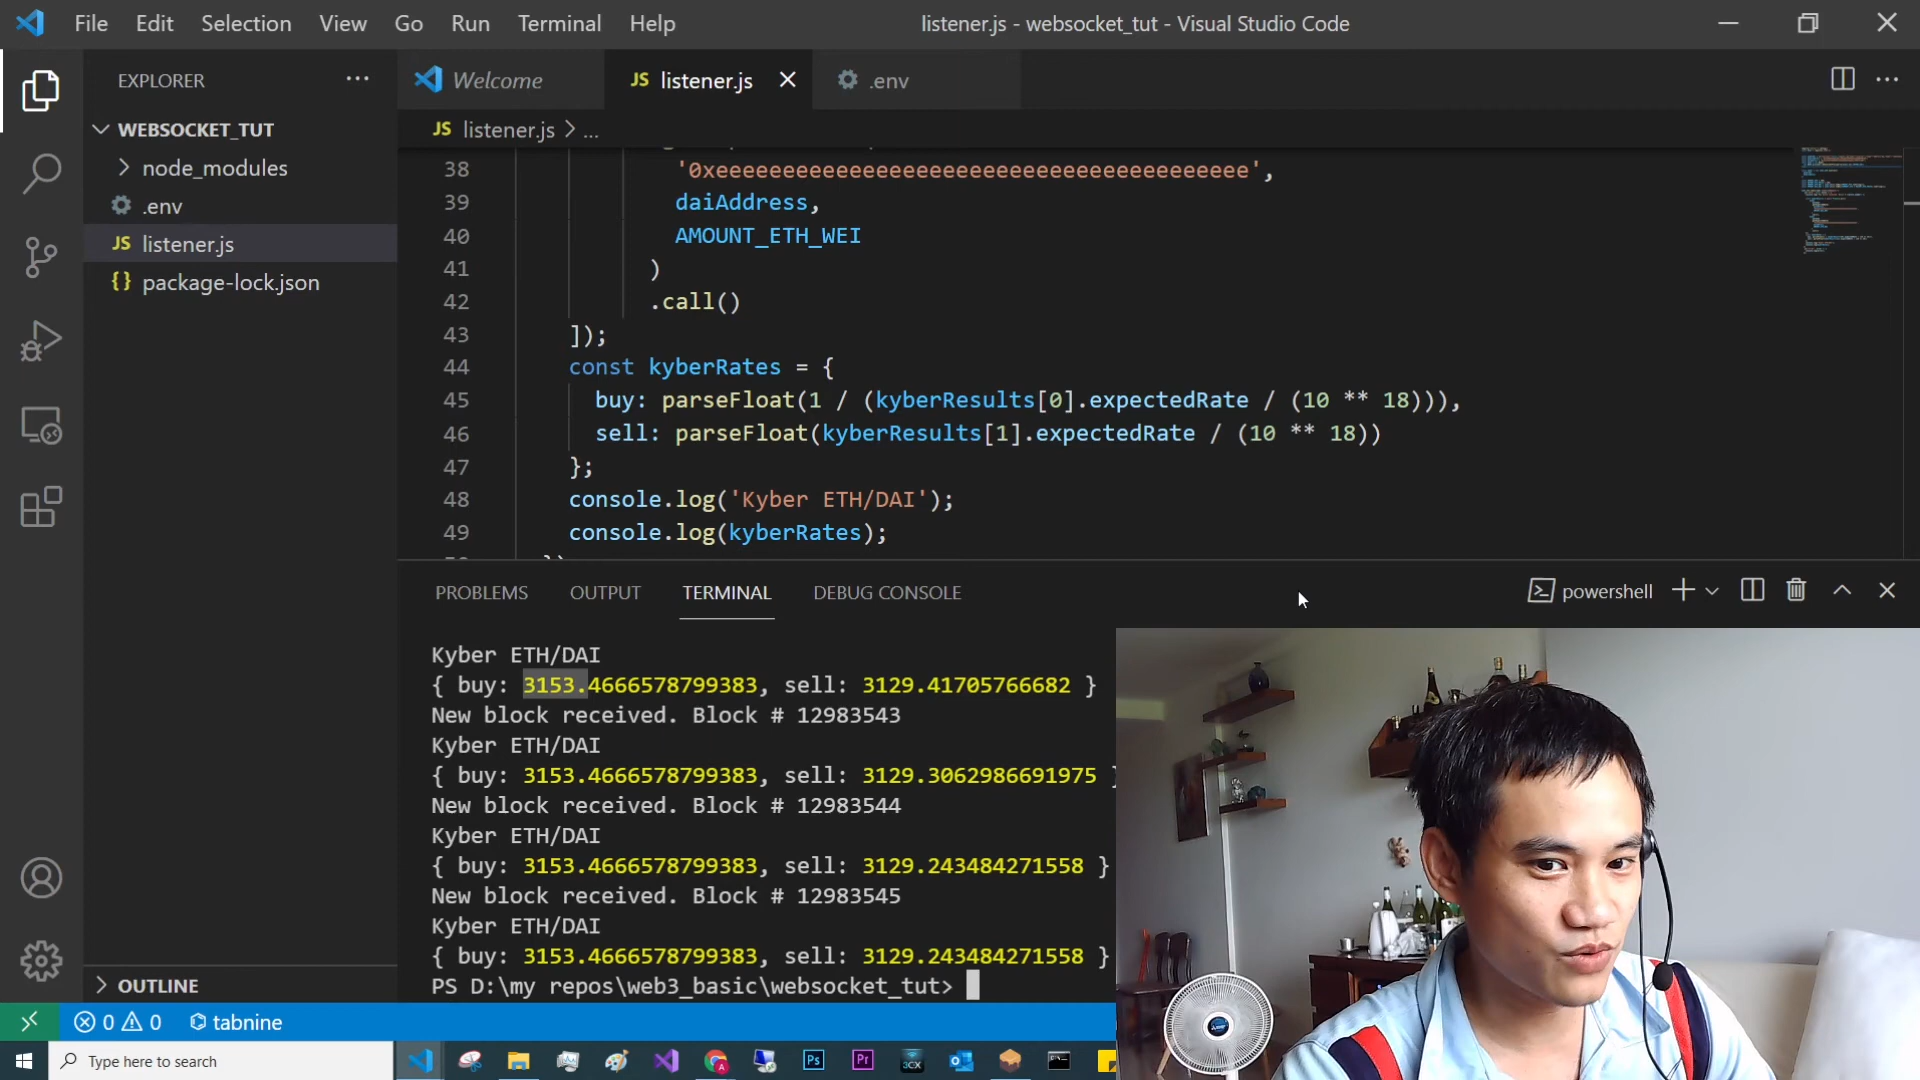 File Edit Selection View Go Run Terminal Help
listener.js - websocket_tut - Visual Studio Code
EXPLORER
Welcome
JS listener.js
.env
WEBSOCKET_TUT
JS listener.js > ...
node_modules
.env
JS listener.js
{} package-lock.json
38 '0xeeeeeeeeeeeeeeeeeeeeeeeeeeeeeeeeeeeeeeee',
39 daiAddress,
40 AMOUNT_ETH_WEI
41 )
42 .call()
43 ]);
44 const kyberRates = {
45 buy: parseFloat(1 / (kyberResults[0].expectedRate / (10 ** 18))),
46 sell: parseFloat(kyberResults[1].expectedRate / (10 ** 18))
47 };
48 console.log('Kyber ETH/DAI');
49 console.log(kyberRates);
PROBLEMS OUTPUT TERMINAL DEBUG CONSOLE
powershell
Kyber ETH/DAI
{ buy: 3153.4666578799383, sell: 3129.41705766682 }
New block received. Block # 12983543
Kyber ETH/DAI
{ buy: 3153.4666578799383, sell: 3129.3062986691975 }
New block received. Block # 12983544
Kyber ETH/DAI
{ buy: 3153.4666578799383, sell: 3129.243484271558 }
New block received. Block # 12983545
Kyber ETH/DAI
{ buy: 3153.4666578799383, sell: 3129.243484271558 }
PS D:\my repos\web3_basic\websocket_tut>
OUTLINE
0 0 tabnine
Type here to search
Ps
Pr
3CX